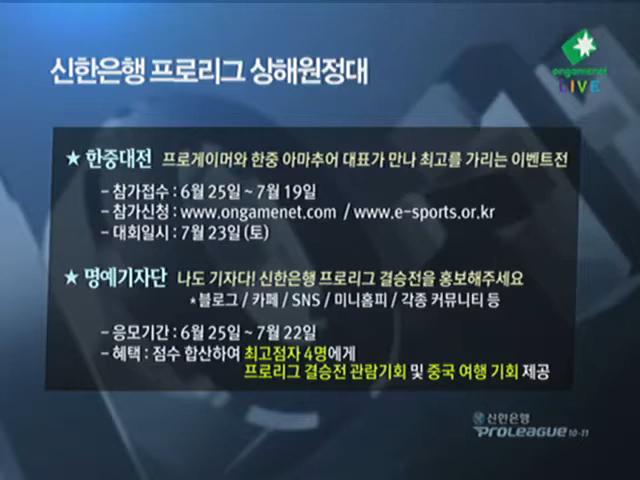 신한은행 프로리그 상해원정대
ongamenet
LIVE
★ 한중대전 프로게이머와 한중 아마추어 대표가 만나 최고를 가리는 이벤트전
- 참가접수 : 6월 25일 ~ 7월 19일
- 참가신청 : www.ongamenet.com / www.e-sports.or.kr
- 대회일시 : 7월 23일 (토)
★ 명예기자단 나도 기자다! 신한은행 프로리그 결승전을 홍보해주세요
*블로그 / 카페 / SNS / 미니홈피 / 각종 커뮤니티 등
- 응모기간 : 6월 25일 ~ 7월 22일
- 혜택 : 점수 합산하여 최고점자 4명에게
프로리그 결승전 관람기회 및 중국 여행 기회 제공
신한은행
PROLEAGUE 10-11